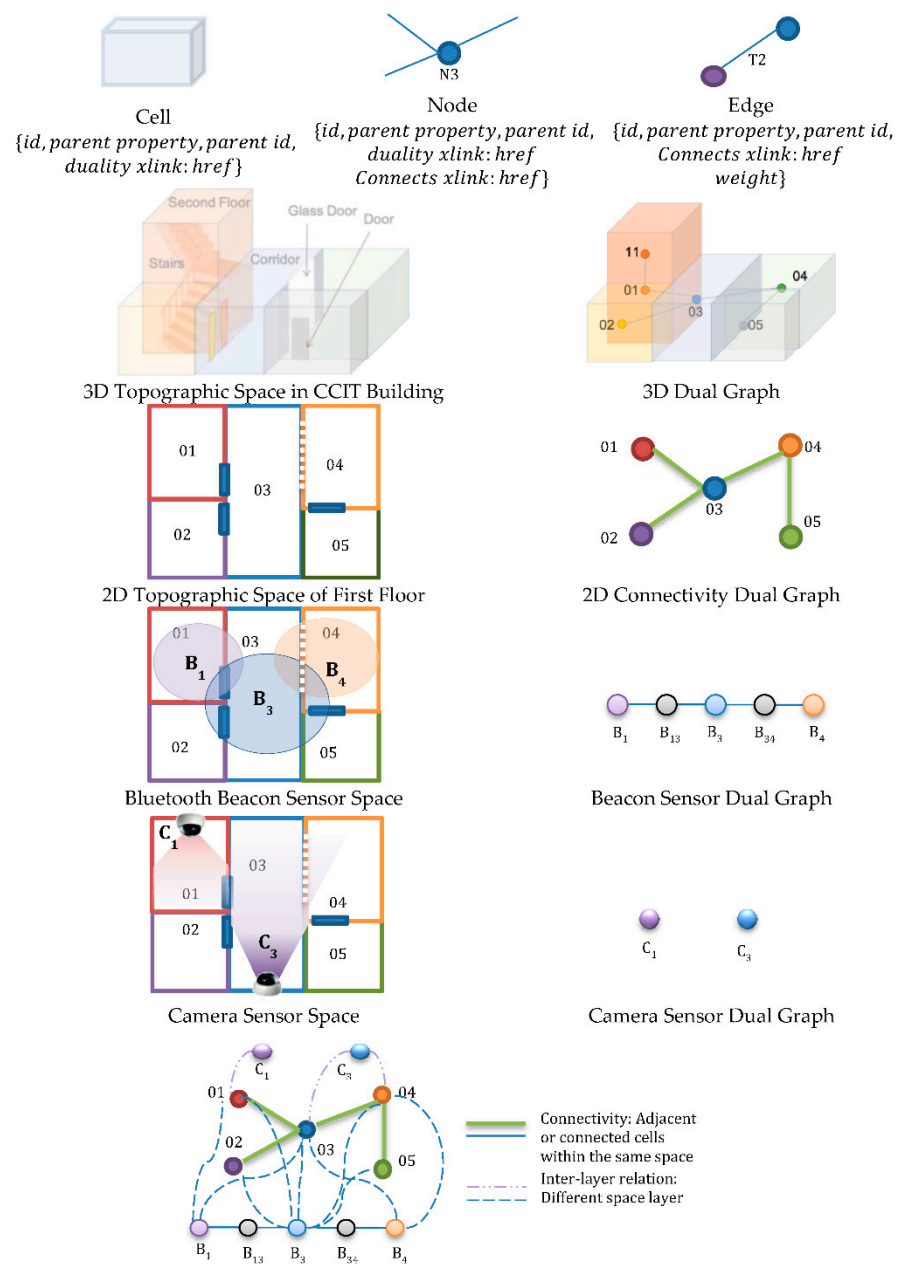 N3
T2
Cell
Node
Edge
{id, parent property, parent id,
duality xlink: href}
{id, parent property, parent id,
duality xlink: href
Connects xlink: href}
{id, parent property, parent id,
Connects xlink: href
weight}
Second Floor
Glass Door
Door
Stairs
Corridor
11
01
02
03
04
05
3D Topographic Space in CCIT Building
3D Dual Graph
01
02
03
04
05
01
02
03
04
05
2D Topographic Space of First Floor
2D Connectivity Dual Graph
01
03
04
B1
B3
B4
02
05
B1
B13
B3
B34
B4
Bluetooth Beacon Sensor Space
Beacon Sensor Dual Graph
C1
03
01
04
02
C3
05
C1
C3
Camera Sensor Space
Camera Sensor Dual Graph
C1
C3
01
04
02
03
05
B1
B13
B3
B34
B4
Connectivity: Adjacent
or connected cells
within the same space
Inter-layer relation:
Different space layer